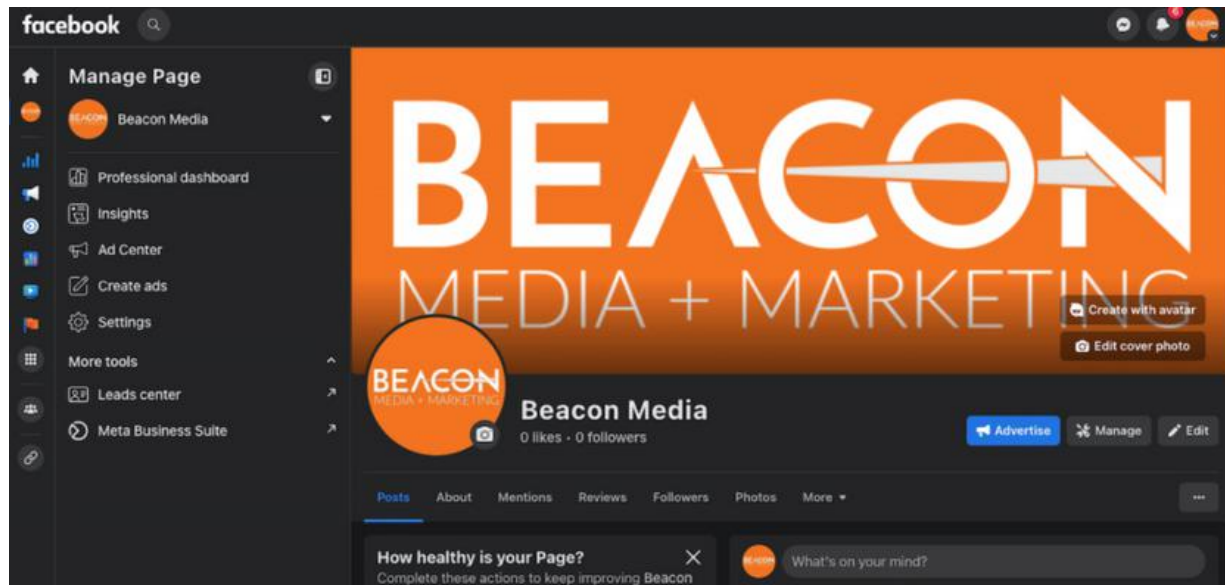 facebook
6
Manage Page
Beacon Media
Professional dashboard
Insights
Ad Center
Create ads
Settings
More tools
Leads center
Meta Business Suite
BEACON
MEDIA + MARKETING
Create with avatar
Edit cover photo
BEACON
MEDIA + MARKETING
Beacon Media
0 likes · 0 followers
Advertise
Manage
Edit
Posts
About
Mentions
Reviews
Followers
Photos
More
How healthy is your Page?
Complete these actions to keep improving Beacon
BEACON
What's on your mind?